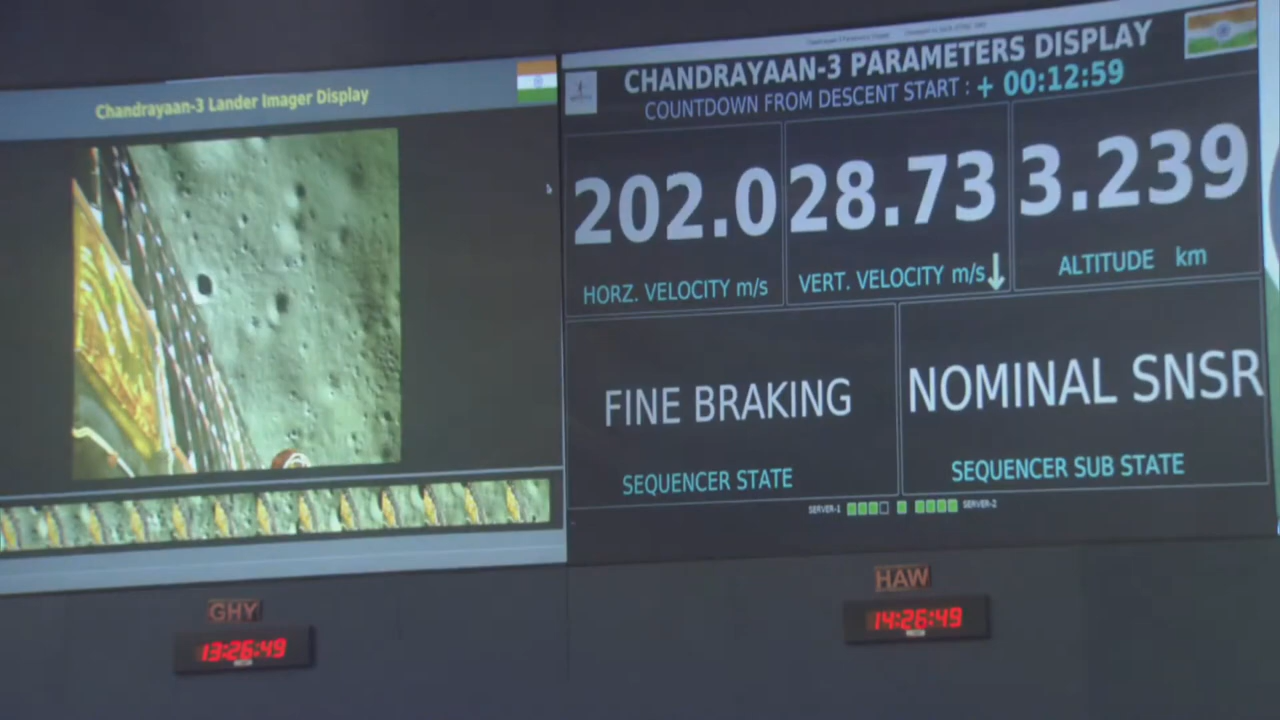 Chandrayaan-3 Lander Imager Display
CHANDRAYAAN-3 PARAMETERS DISPLAY
COUNTDOWN FROM DESCENT START : + 00:12:59
202.0 28.73 3.239
HORZ. VELOCITY m/s VERT. VELOCITY m/s↓ ALTITUDE km
FINE BRAKING NOMINAL SNSR
SEQUENCER STATE SEQUENCER SUB STATE
SERVER-1 SERVER-2
GHY HAW
13:26:49 14:26:49